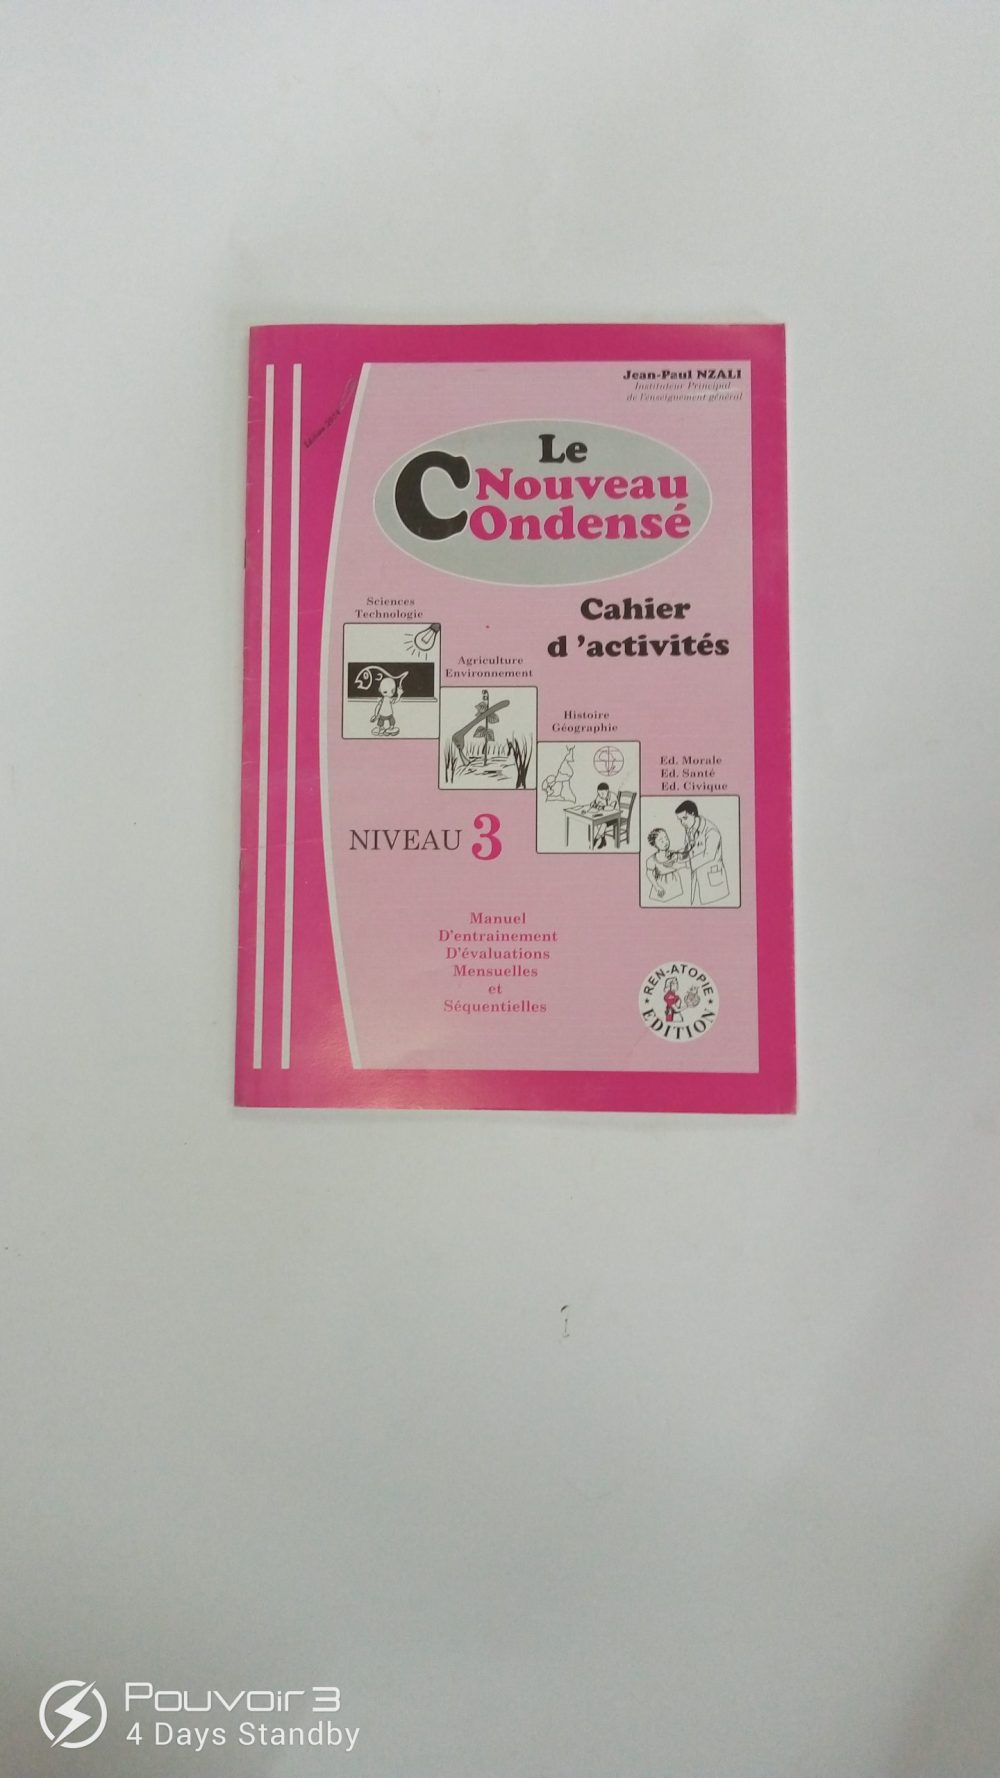 Jean-Paul NZALI
Instituteur Principal
de l'enseignement général
Le
Nouveau
COndensé
Cahier
d'activités
Sciences
Technologie
Agriculture
Environnement
Histoire
Géographie
Ed. Morale
Ed. Santé
Ed. Civique
NIVEAU 3
Manuel
D'entrainement
D'évaluations
Mensuelles
et
Séquentielles
REN-ATOPIE
EDITION
Pouvoir 3
4 Days Standby